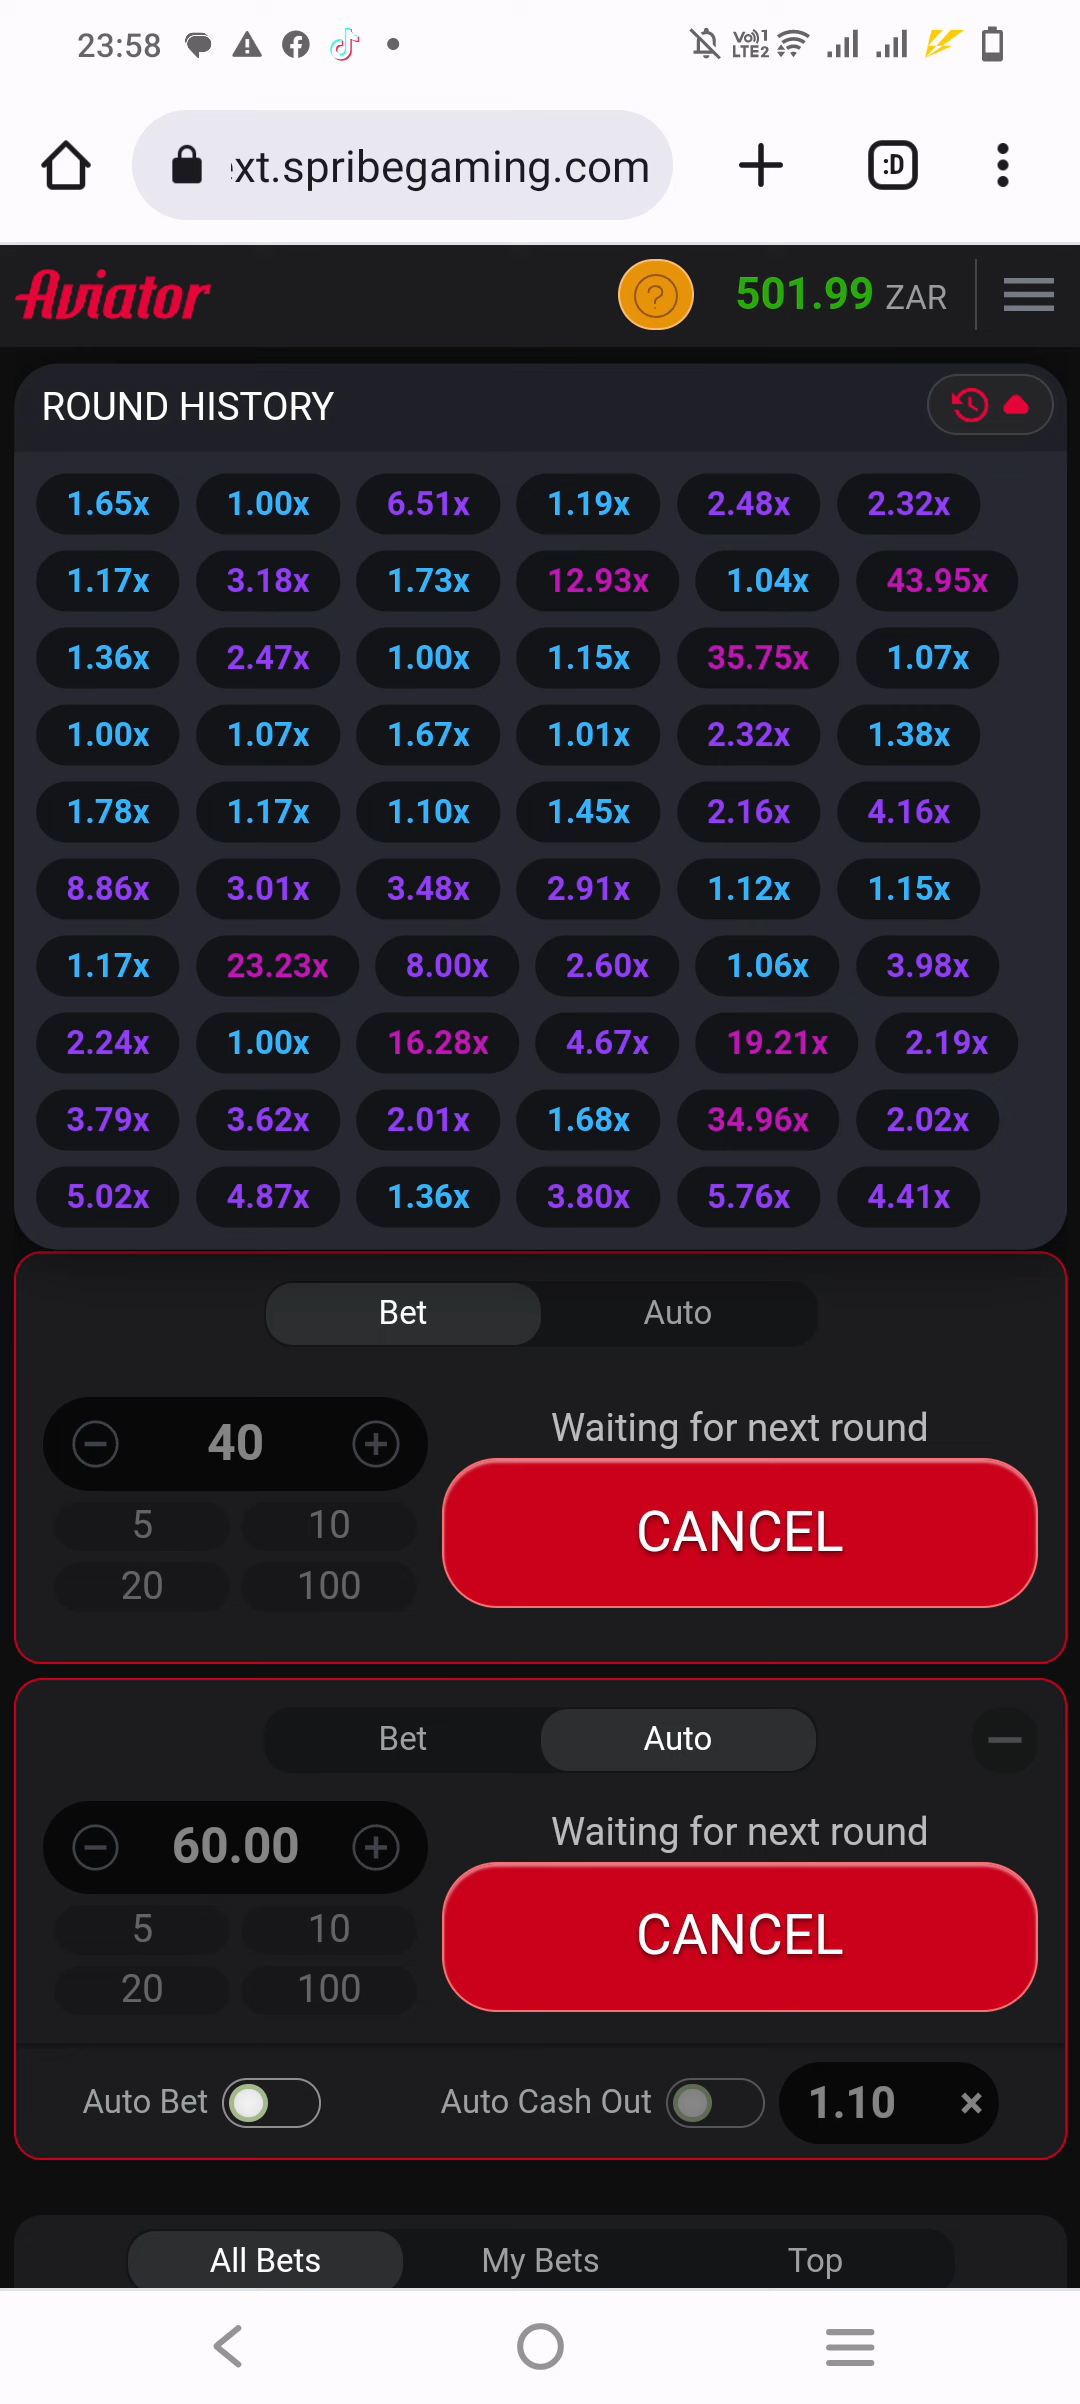 23:58 Vo)) 1 LTE2
ext.spribegaming.com :D
Aviator ? 501.99 ZAR
ROUND HISTORY
1.65x 1.00x 6.51x 1.19x 2.48x 2.32x
1.17x 3.18x 1.73x 12.93x 1.04x 43.95x
1.36x 2.47x 1.00x 1.15x 35.75x 1.07x
1.00x 1.07x 1.67x 1.01x 2.32x 1.38x
1.78x 1.17x 1.10x 1.45x 2.16x 4.16x
8.86x 3.01x 3.48x 2.91x 1.12x 1.15x
1.17x 23.23x 8.00x 2.60x 1.06x 3.98x
2.24x 1.00x 16.28x 4.67x 19.21x 2.19x
3.79x 3.62x 2.01x 1.68x 34.96x 2.02x
5.02x 4.87x 1.36x 3.80x 5.76x 4.41x
Bet Auto
40
Waiting for next round
5 10
20 100
CANCEL
Bet Auto
60.00
Waiting for next round
5 10
20 100
CANCEL
Auto Bet Auto Cash Out 1.10 ×
All Bets My Bets Top